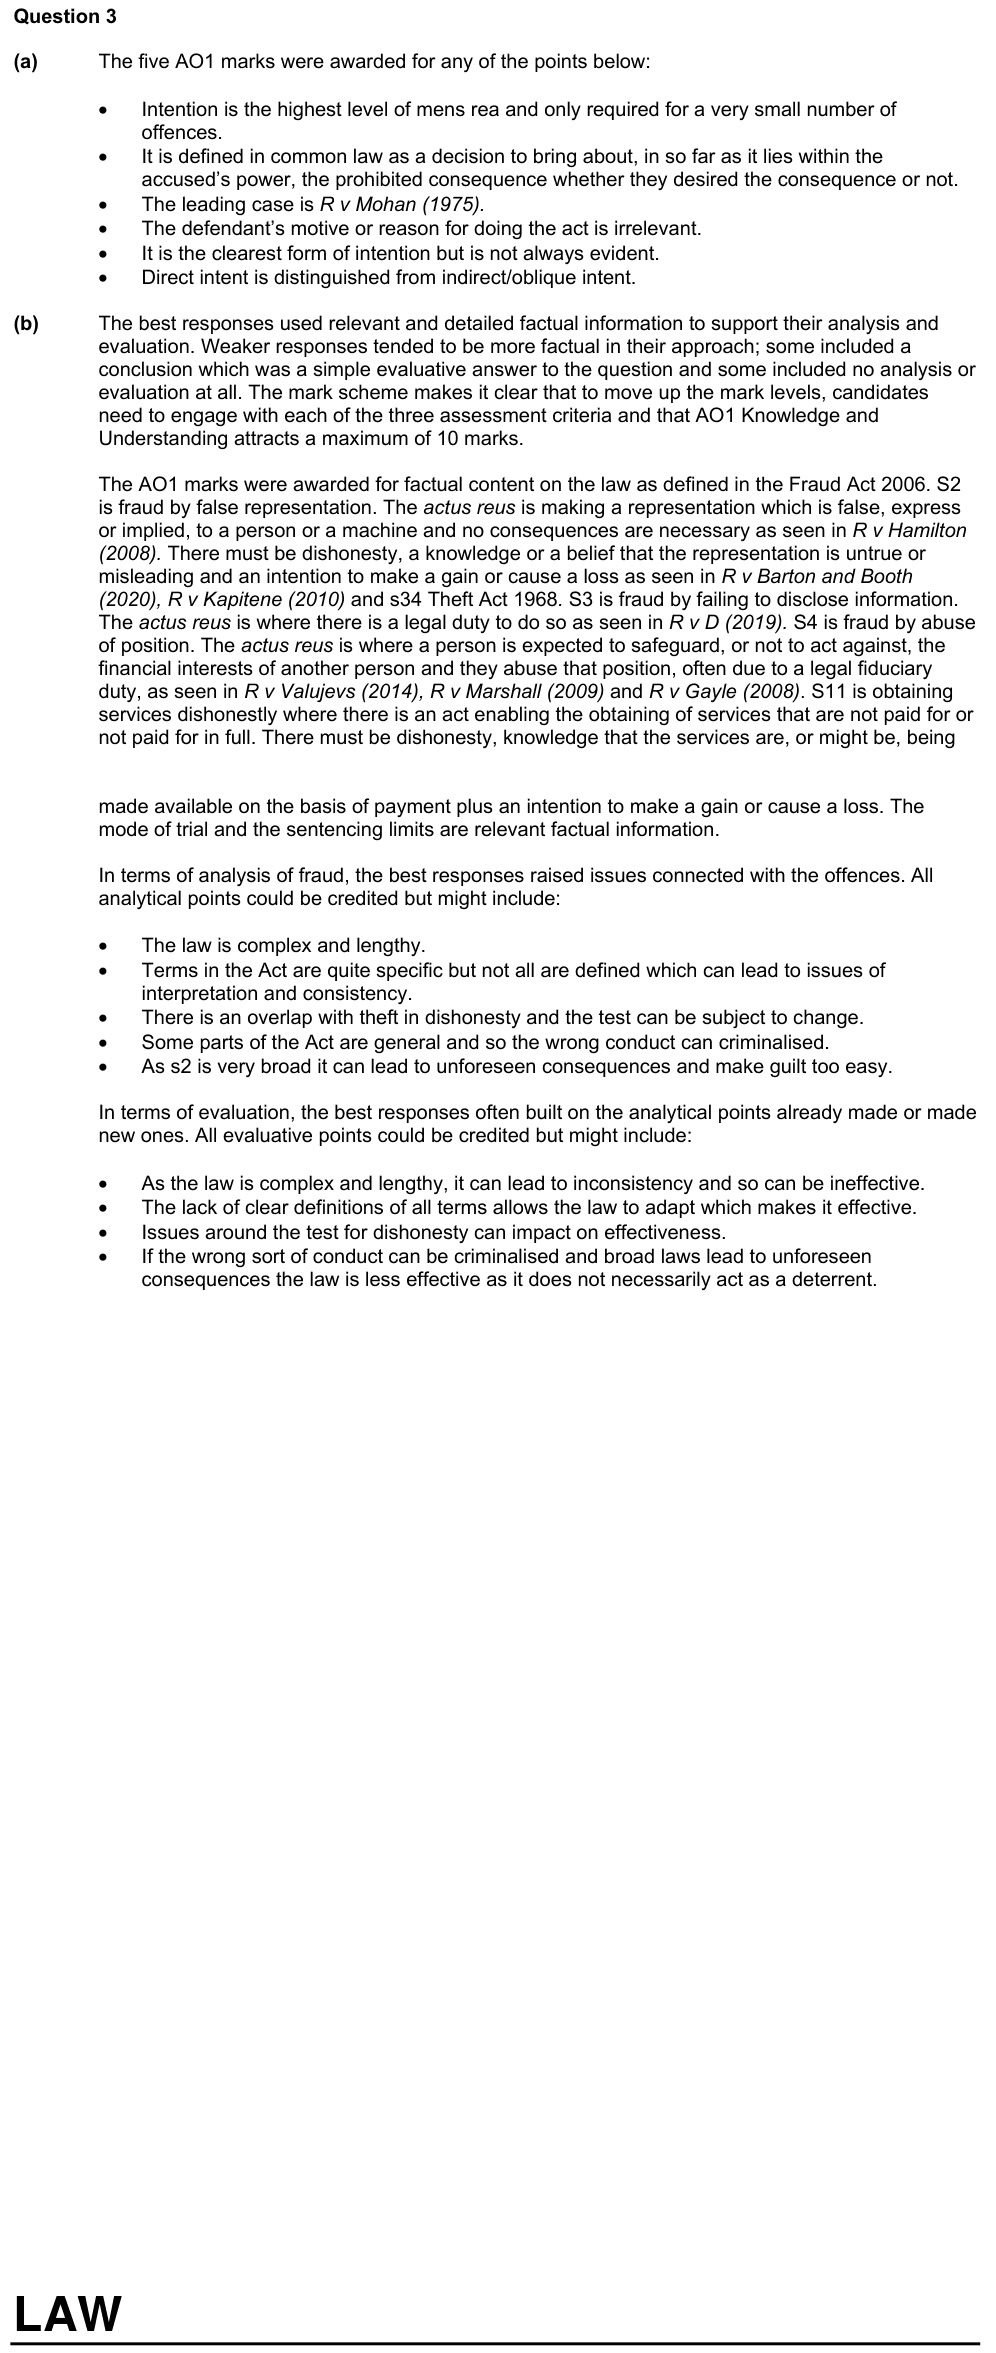 Question 3
(a) The five AO1 marks were awarded for any of the points below:
• Intention is the highest level of mens rea and only required for a very small number of
offences.
• It is defined in common law as a decision to bring about, in so far as it lies within the
accused’s power, the prohibited consequence whether they desired the consequence or not.
• The leading case is R v Mohan (1975).
• The defendant’s motive or reason for doing the act is irrelevant.
• It is the clearest form of intention but is not always evident.
• Direct intent is distinguished from indirect/oblique intent.
(b) The best responses used relevant and detailed factual information to support their analysis and
evaluation. Weaker responses tended to be more factual in their approach; some included a
conclusion which was a simple evaluative answer to the question and some included no analysis or
evaluation at all. The mark scheme makes it clear that to move up the mark levels, candidates
need to engage with each of the three assessment criteria and that AO1 Knowledge and
Understanding attracts a maximum of 10 marks.
The AO1 marks were awarded for factual content on the law as defined in the Fraud Act 2006. S2
is fraud by false representation. The actus reus is making a representation which is false, express
or implied, to a person or a machine and no consequences are necessary as seen in R v Hamilton
(2008). There must be dishonesty, a knowledge or a belief that the representation is untrue or
misleading and an intention to make a gain or cause a loss as seen in R v Barton and Booth
(2020), R v Kapitene (2010) and s34 Theft Act 1968. S3 is fraud by failing to disclose information.
The actus reus is where there is a legal duty to do so as seen in R v D (2019). S4 is fraud by abuse
of position. The actus reus is where a person is expected to safeguard, or not to act against, the
financial interests of another person and they abuse that position, often due to a legal fiduciary
duty, as seen in R v Valujevs (2014), R v Marshall (2009) and R v Gayle (2008). S11 is obtaining
services dishonestly where there is an act enabling the obtaining of services that are not paid for or
not paid for in full. There must be dishonesty, knowledge that the services are, or might be, being
made available on the basis of payment plus an intention to make a gain or cause a loss. The
mode of trial and the sentencing limits are relevant factual information.
In terms of analysis of fraud, the best responses raised issues connected with the offences. All
analytical points could be credited but might include:
• The law is complex and lengthy.
• Terms in the Act are quite specific but not all are defined which can lead to issues of
interpretation and consistency.
• There is an overlap with theft in dishonesty and the test can be subject to change.
• Some parts of the Act are general and so the wrong conduct can criminalised.
• As s2 is very broad it can lead to unforeseen consequences and make guilt too easy.
In terms of evaluation, the best responses often built on the analytical points already made or made
new ones. All evaluative points could be credited but might include:
• As the law is complex and lengthy, it can lead to inconsistency and so can be ineffective.
• The lack of clear definitions of all terms allows the law to adapt which makes it effective.
• Issues around the test for dishonesty can impact on effectiveness.
• If the wrong sort of conduct can be criminalised and broad laws lead to unforeseen
consequences the law is less effective as it does not necessarily act as a deterrent.
LAW